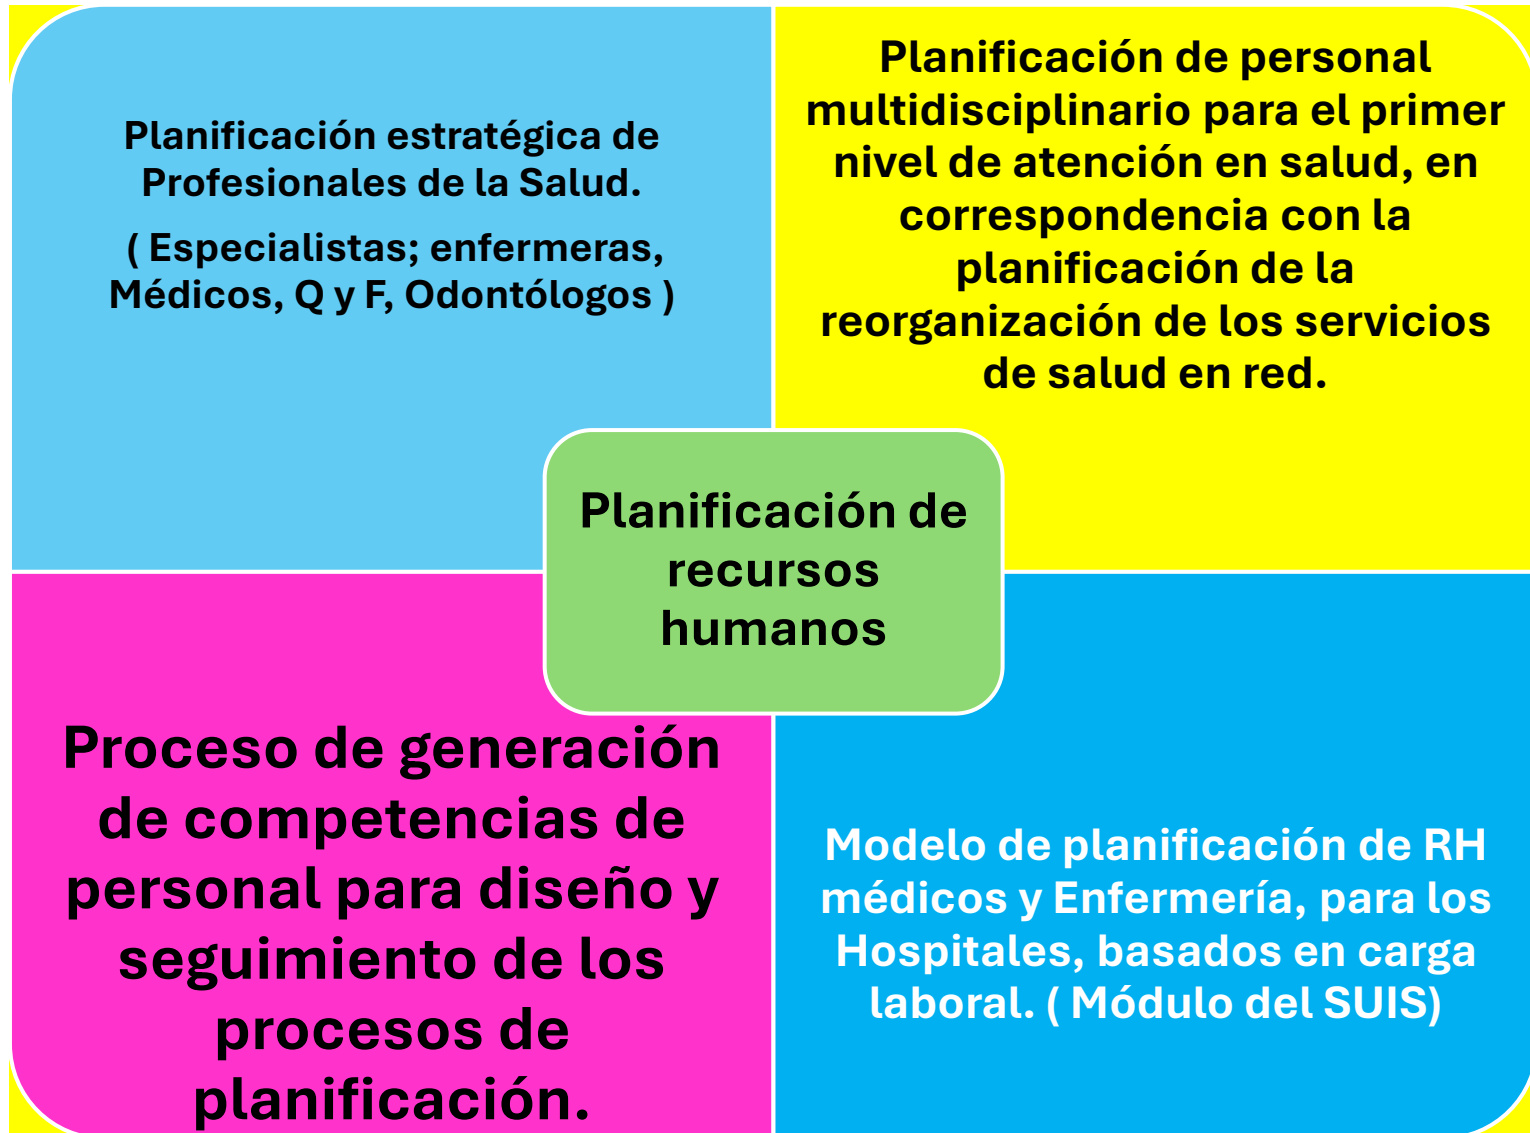 Planificación estratégica de
Profesionales de la Salud.
( Especialistas; enfermeras,
Médicos, Q y F, Odontólogos )
Planificación de personal
multidisciplinario para el primer
nivel de atención en salud, en
correspondencia con la
planificación de la
reorganización de los servicios
de salud en red.
Planificación de
recursos
humanos
Proceso de generación
de competencias de
personal para diseño y
seguimiento de los
procesos de
planificación.
Modelo de planificación de RH
médicos y Enfermería, para los
Hospitales, basados en carga
laboral. ( Módulo del SUIS)